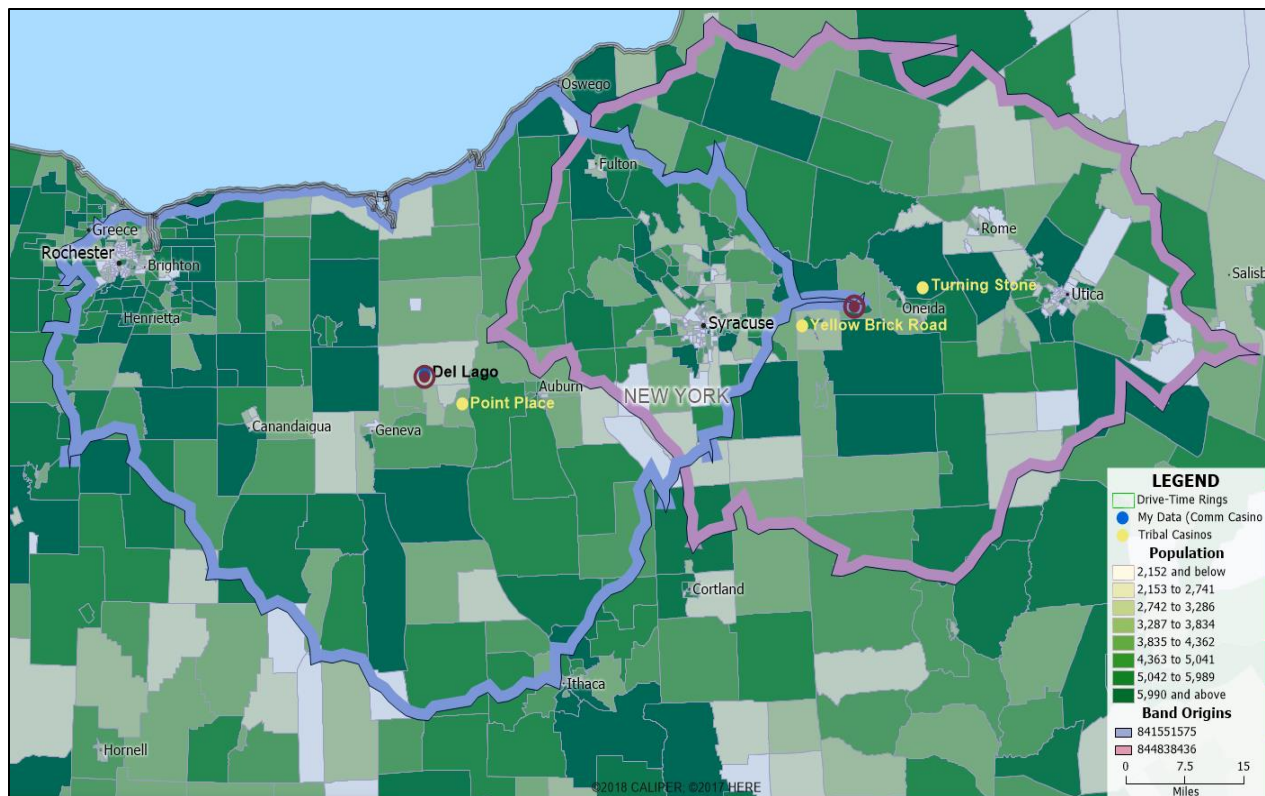 Oswego
Fulton
Greece
Rochester
Brighton
Henrietta
Rome
Salisb
Utica
Turning Stone
Oneida
Yellow Brick Road
Syracuse
Del Lago
Auburn
NEW YORK
Point Place
Canandaigua
Geneva
Cortland
Ithaca
Hornell
LEGEND
Drive-Time Rings
My Data (Comm Casino
Tribal Casinos
Population
2,152 and below
2,153 to 2,741
2,742 to 3,286
3,287 to 3,834
3,835 to 4,362
4,363 to 5,041
5,042 to 5,989
5,990 and above
Band Origins
841551575
844838436
0 7.5 15
Miles
©2018 CALIPER; ©2017 HERE